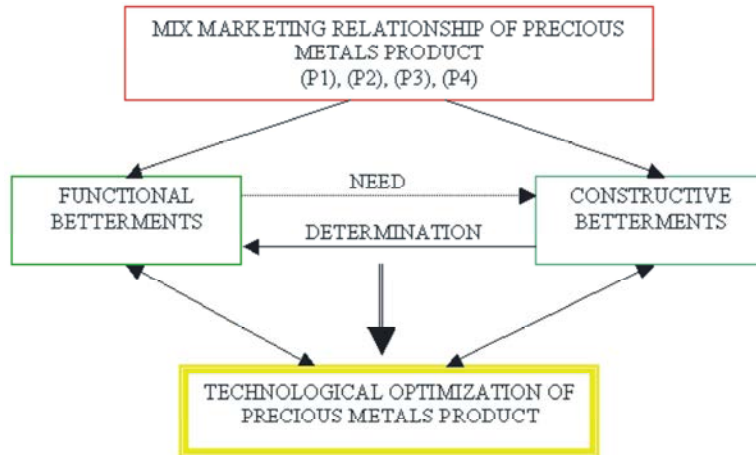 MIX MARKETING RELATIONSHIP OF PRECIOUS
METALS PRODUCT
(P1), (P2), (P3), (P4)
FUNCTIONAL
BETTERMENTS
NEED
DETERMINATION
CONSTRUCTIVE
BETTERMENTS
TECHNOLOGICAL OPTIMIZATION OF
PRECIOUS METALS PRODUCT